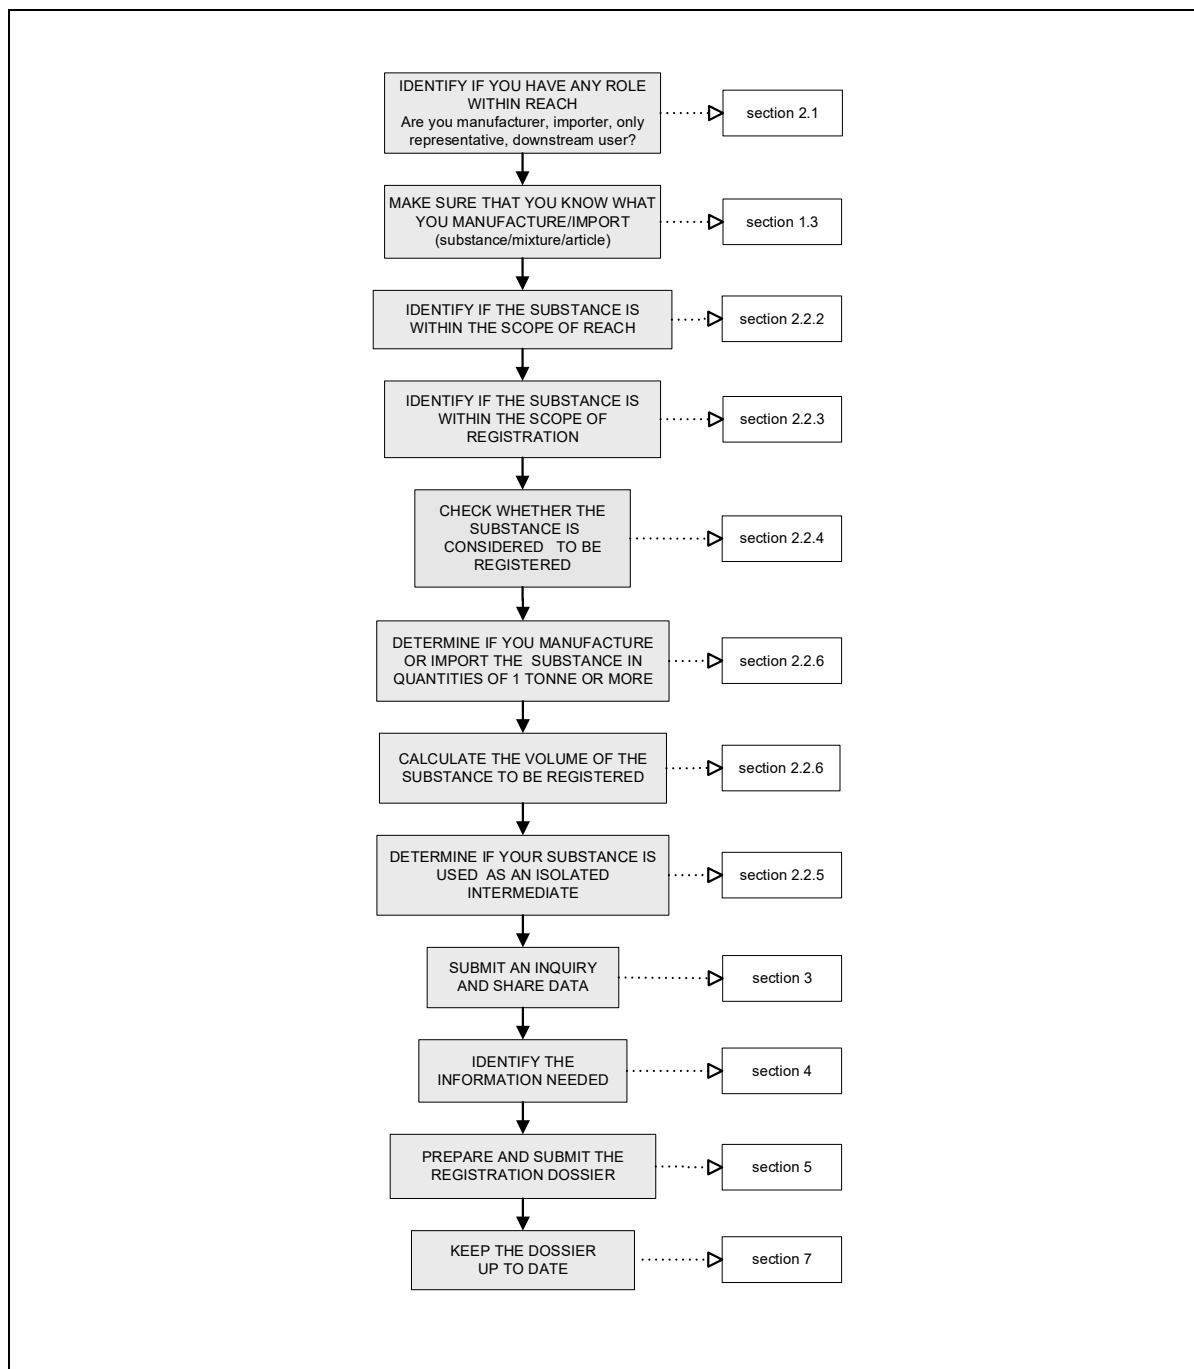 IDENTIFY IF YOU HAVE ANY ROLE
WITHIN REACH
Are you manufacturer, importer, only
representative, downstream user?
section 2.1
MAKE SURE THAT YOU KNOW WHAT
YOU MANUFACTURE/IMPORT
(substance/mixture/article)
section 1.3
IDENTIFY IF THE SUBSTANCE IS
WITHIN THE SCOPE OF REACH
section 2.2.2
IDENTIFY IF THE SUBSTANCE IS
WITHIN THE SCOPE OF
REGISTRATION
section 2.2.3
CHECK WHETHER THE
SUBSTANCE IS
CONSIDERED TO BE
REGISTERED
section 2.2.4
DETERMINE IF YOU MANUFACTURE
OR IMPORT THE SUBSTANCE IN
QUANTITIES OF 1 TONNE OR MORE
section 2.2.6
CALCULATE THE VOLUME OF THE
SUBSTANCE TO BE REGISTERED
section 2.2.6
DETERMINE IF YOUR SUBSTANCE IS
USED AS AN ISOLATED
INTERMEDIATE
section 2.2.5
SUBMIT AN INQUIRY
AND SHARE DATA
section 3
IDENTIFY THE
INFORMATION NEEDED
section 4
PREPARE AND SUBMIT THE
REGISTRATION DOSSIER
section 5
KEEP THE DOSSIER
UP TO DATE
section 7